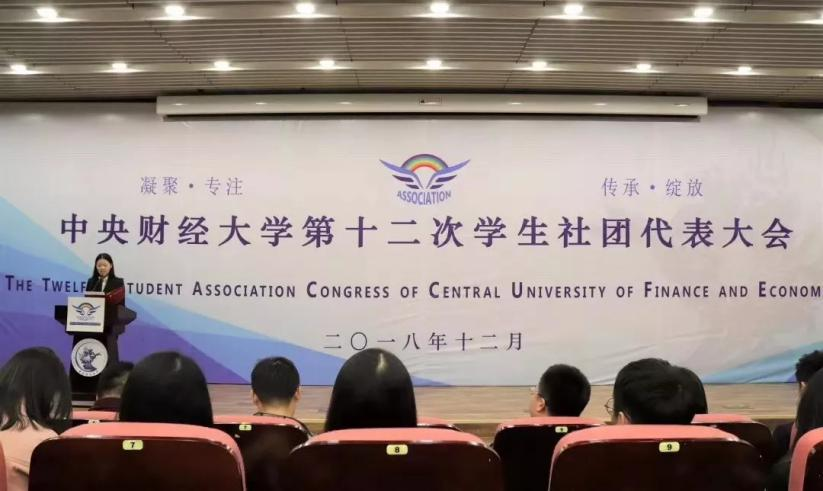 凝聚·专注
ASSOCIATION
传承·绽放
中央财经大学第十二次学生社团代表大会
THE STUDENT ASSOCIATION CONGRESS OF CENTRAL UNIVERSITY OF FINANCE AND ECONOM
二〇一八年十二月
7
8
9